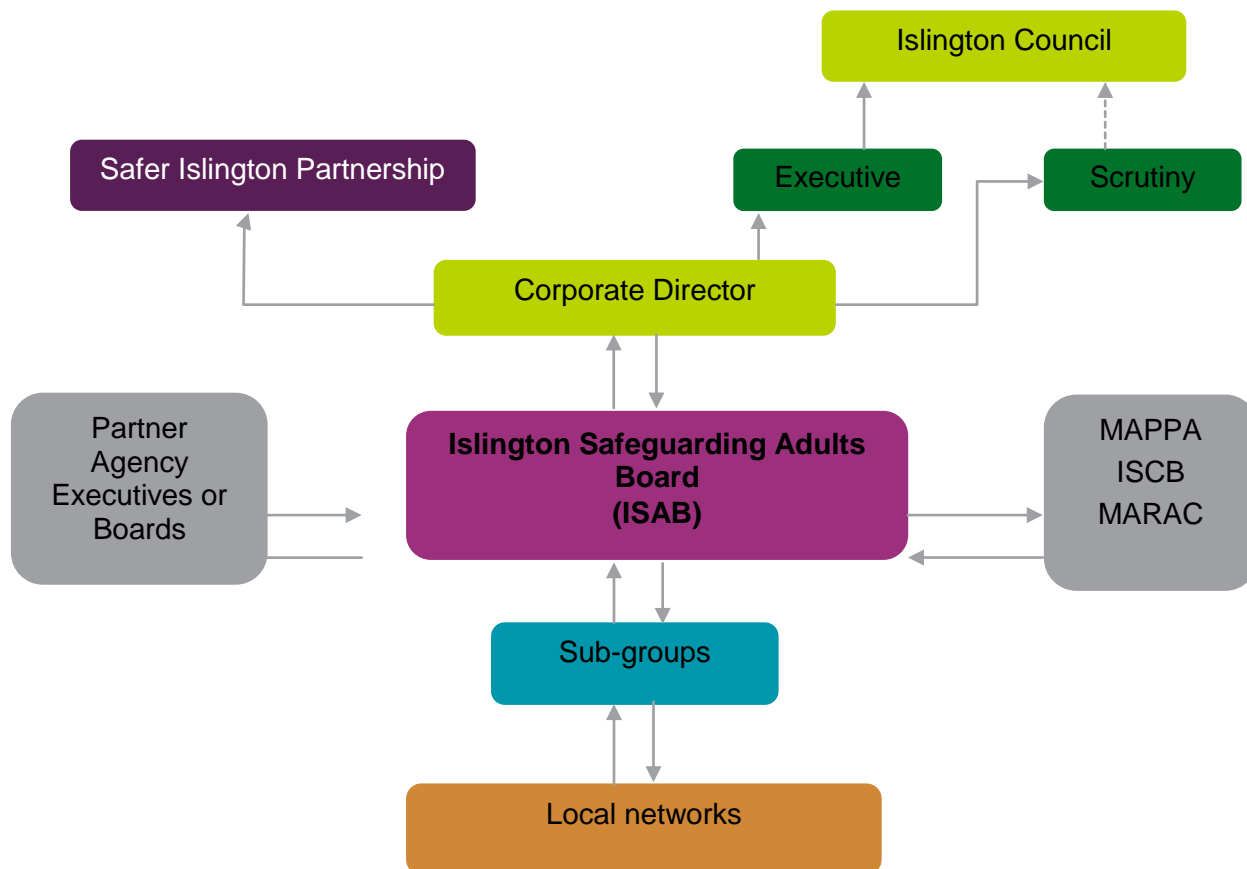 Islington Council
Safer Islington Partnership
Executive
Scrutiny
Corporate Director
Partner
Agency
Executives or
Boards
Islington Safeguarding Adults
Board
(ISAB)
MAPPA
ISCB
MARAC
Sub-groups
Local networks